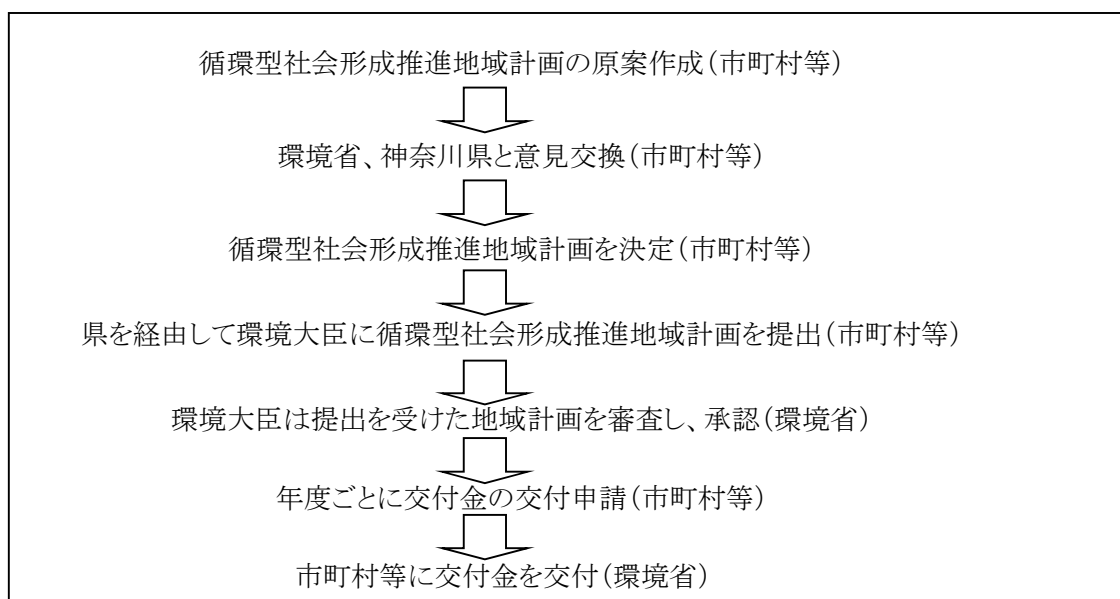 循環型社会形成推進地域計画の原案作成(市町村等)
環境省、神奈川県と意見交換(市町村等)
循環型社会形成推進地域計画を決定(市町村等)
県を経由して環境大臣に循環型社会形成推進地域計画を提出(市町村等)
環境大臣は提出を受けた地域計画を審査し、承認(環境省)
年度ごとに交付金の交付申請(市町村等)
市町村等に交付金を交付(環境省)